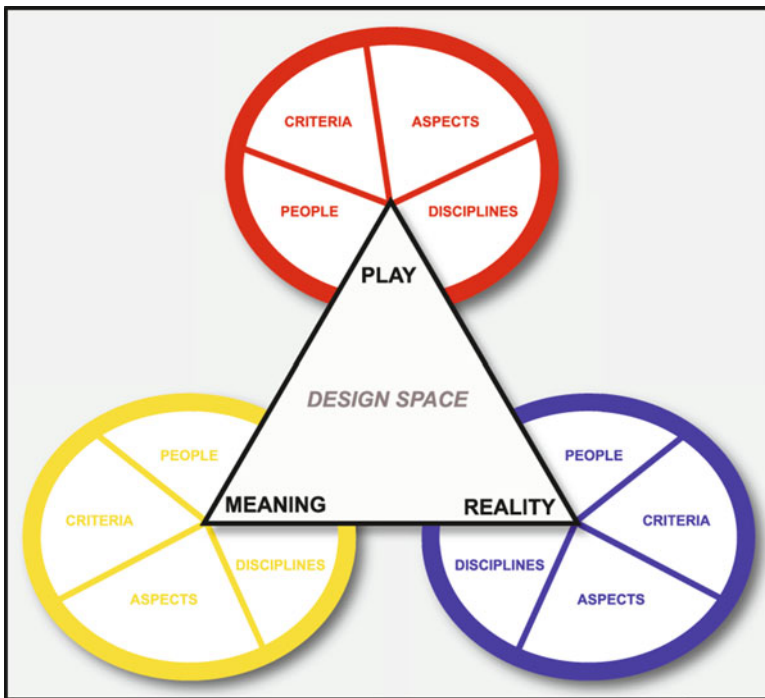 CRITERIA
ASPECTS
PEOPLE
DISCIPLINES
PLAY
DESIGN SPACE
PEOPLE
CRITERIA
MEANING
DISCIPLINES
ASPECTS
PEOPLE
REALITY
CRITERIA
DISCIPLINES
ASPECTS